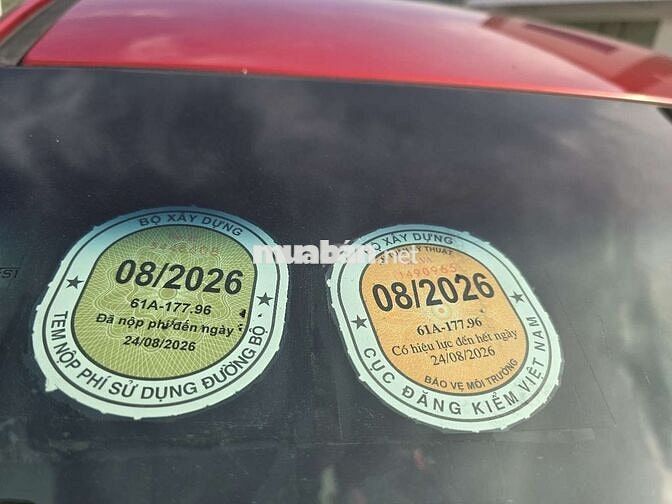 BỘ XÂY DỰNG
08/2026
61A-177.96
Đã nộp phí đến ngày
24/08/2026
TEM NỘP PHÍ SỬ DỤNG ĐƯỜNG BỘ
muaban.net
BỘ XÂY DỰNG
1490965
08/2026
61A-177.96
Có hiệu lực đến hết ngày
24/08/2026
BẢO VỆ MÔI TRƯỜNG
CỤC ĐĂNG KIỂM VIỆT NAM